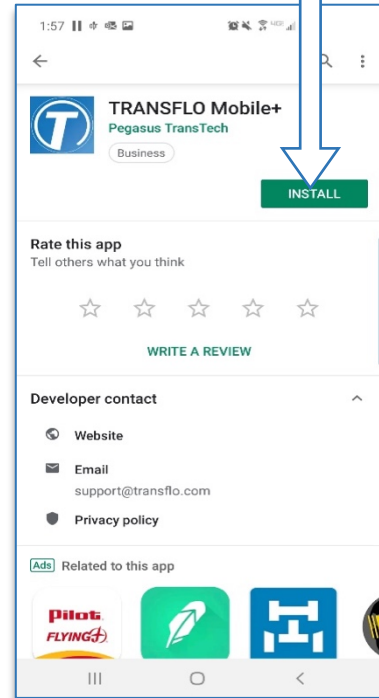 1:57
TRANSFLO Mobile+
Pegasus TransTech
Business
INSTALL
Rate this app
Tell others what you think
WRITE A REVIEW
Developer contact
Website
Email
support@transflo.com
Privacy policy
Ads Related to this app
Pilot
FLYING J